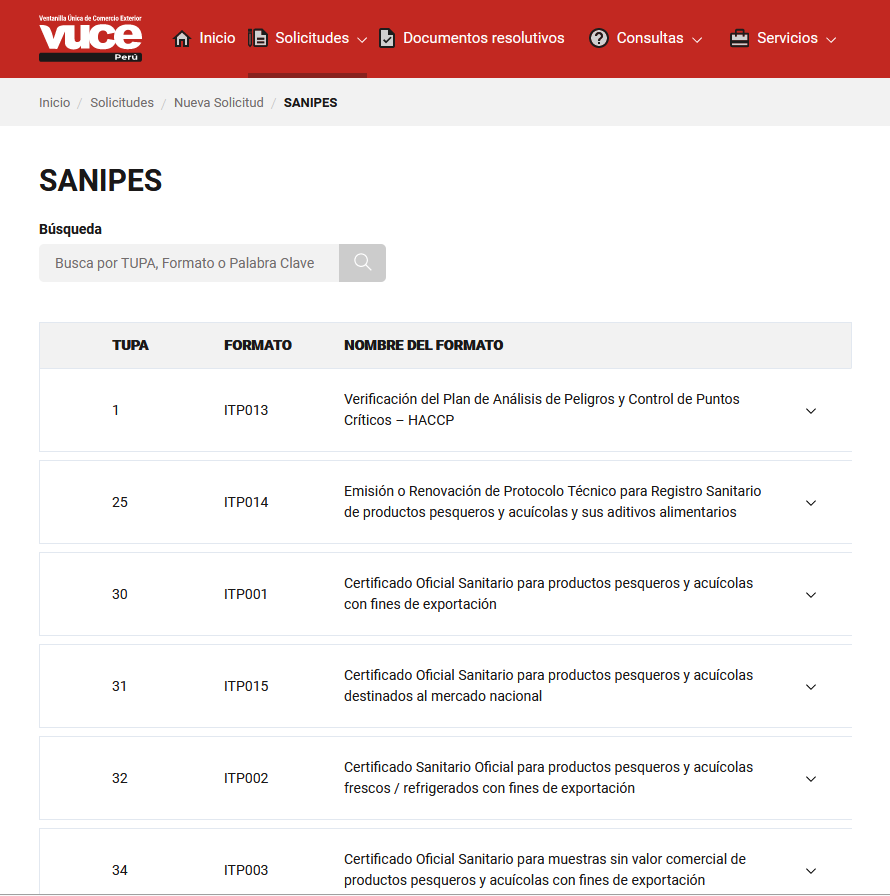 Ventanilla Única de Comercio Exterior
vuce
Perú
Inicio
Solicitudes
Documentos resolutivos
Consultas
Servicios
Inicio / Solicitudes / Nueva Solicitud / SANIPES
SANIPES
Búsqueda
Busca por TUPA, Formato o Palabra Clave
TUPA FORMATO NOMBRE DEL FORMATO
1 ITP013 Verificación del Plan de Análisis de Peligros y Control de Puntos
Críticos – HACCP
25 ITP014 Emisión o Renovación de Protocolo Técnico para Registro Sanitario
de productos pesqueros y acuícolas y sus aditivos alimentarios
30 ITP001 Certificado Oficial Sanitario para productos pesqueros y acuícolas
con fines de exportación
31 ITP015 Certificado Oficial Sanitario para productos pesqueros y acuícolas
destinados al mercado nacional
32 ITP002 Certificado Sanitario Oficial para productos pesqueros y acuícolas
frescos / refrigerados con fines de exportación
34 ITP003 Certificado Oficial Sanitario para muestras sin valor comercial de
productos pesqueros y acuícolas con fines de exportación